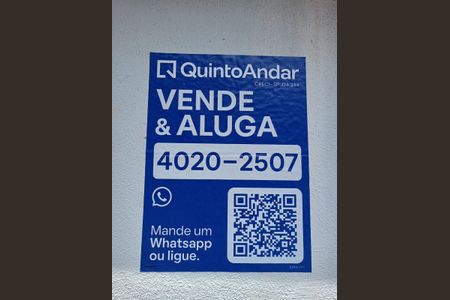 QuintoAndar
VENDE
& ALUGA
4020-2507
Mande um
Whatsapp
ou ligue.